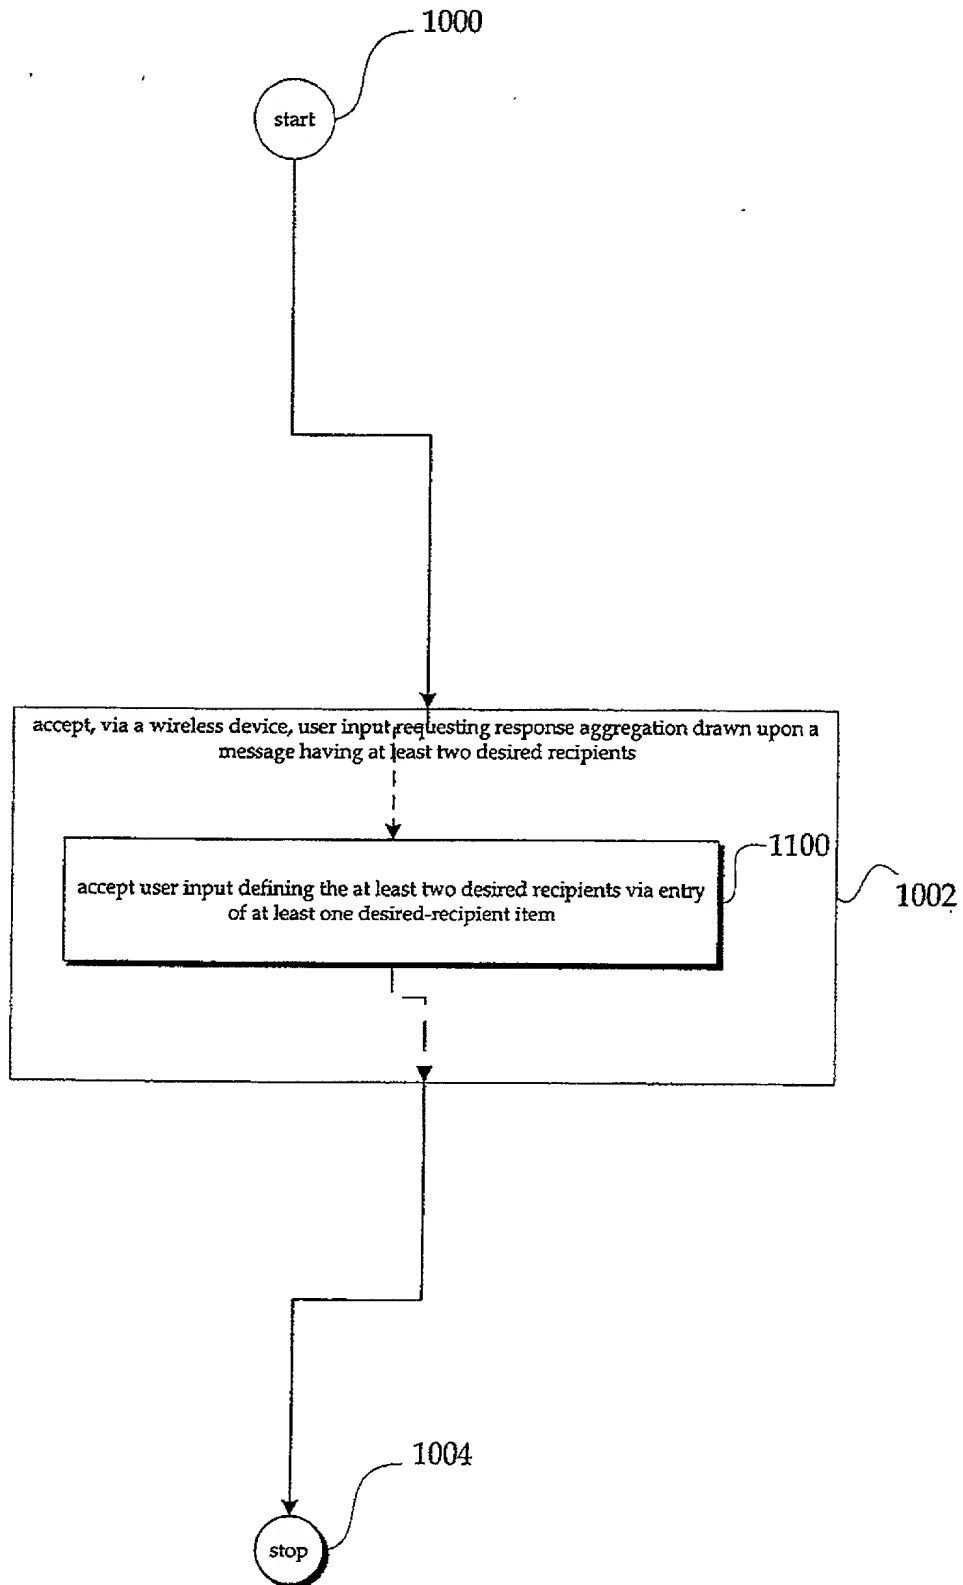 1000
start
accept, via a wireless device, user input requesting response aggregation drawn upon a
message having at least two desired recipients
1100
accept user input defining the at least two desired recipients via entry
of at least one desired-recipient item
1002
1004
stop